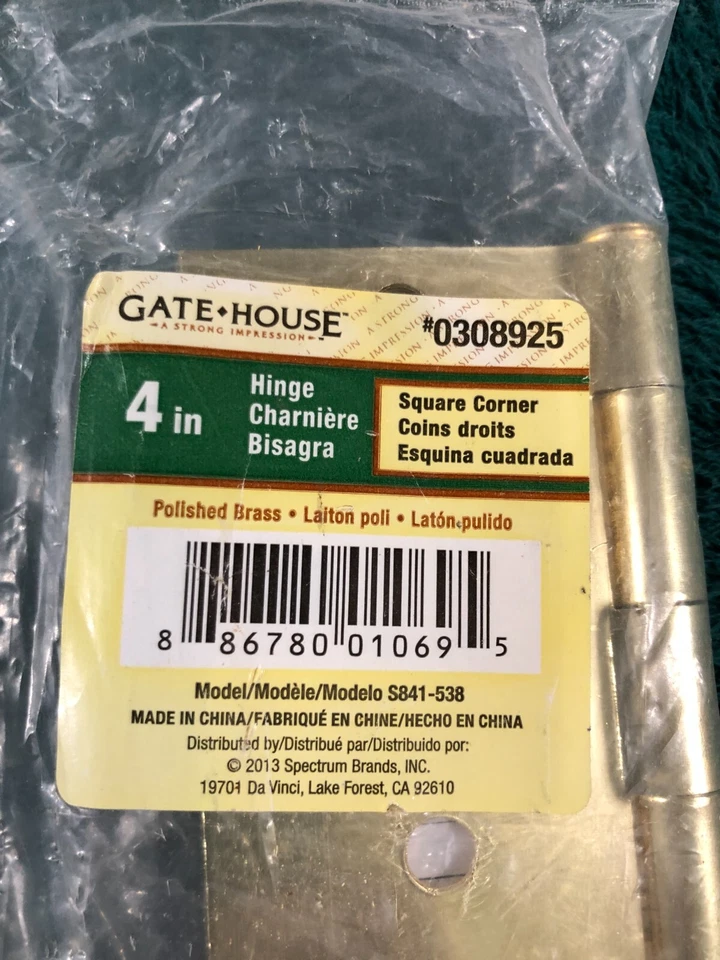 GATE♦HOUSE™
A STRONG IMPRESSION
#0308925
4 in
Hinge
Charnière
Bisagra
Square Corner
Coins droits
Esquina cuadrada
Polished Brass • Laiton poli • Latón pulido
8 86780 01069 5
Model/Modèle/Modelo S841-538
MADE IN CHINA/FABRIQUÉ EN CHINE/HECHO EN CHINA
Distributed by/Distribué par/Distribuido por:
© 2013 Spectrum Brands, INC.
19701 Da Vinci, Lake Forest, CA 92610